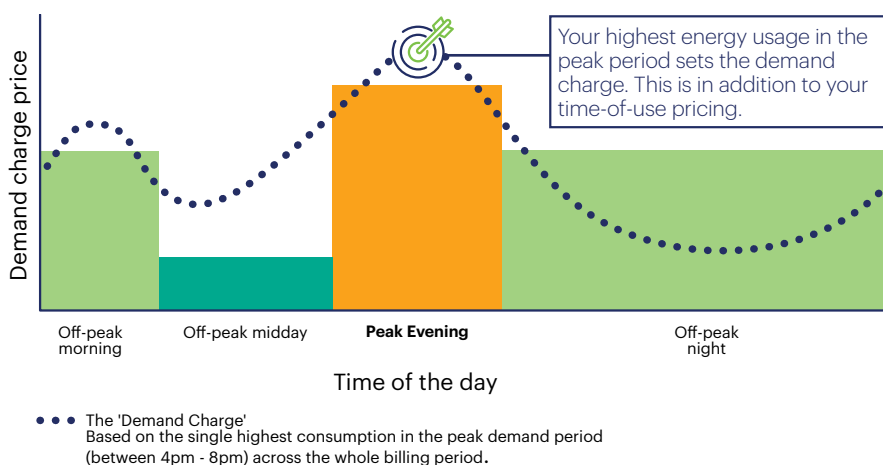 Demand charge price
Your highest energy usage in the
peak period sets the demand
charge. This is in addition to your
time-of-use pricing.
Off-peak
morning
Off-peak midday
Peak Evening
Off-peak
night
Time of the day
The 'Demand Charge'
Based on the single highest consumption in the peak demand period
(between 4pm - 8pm) across the whole billing period.